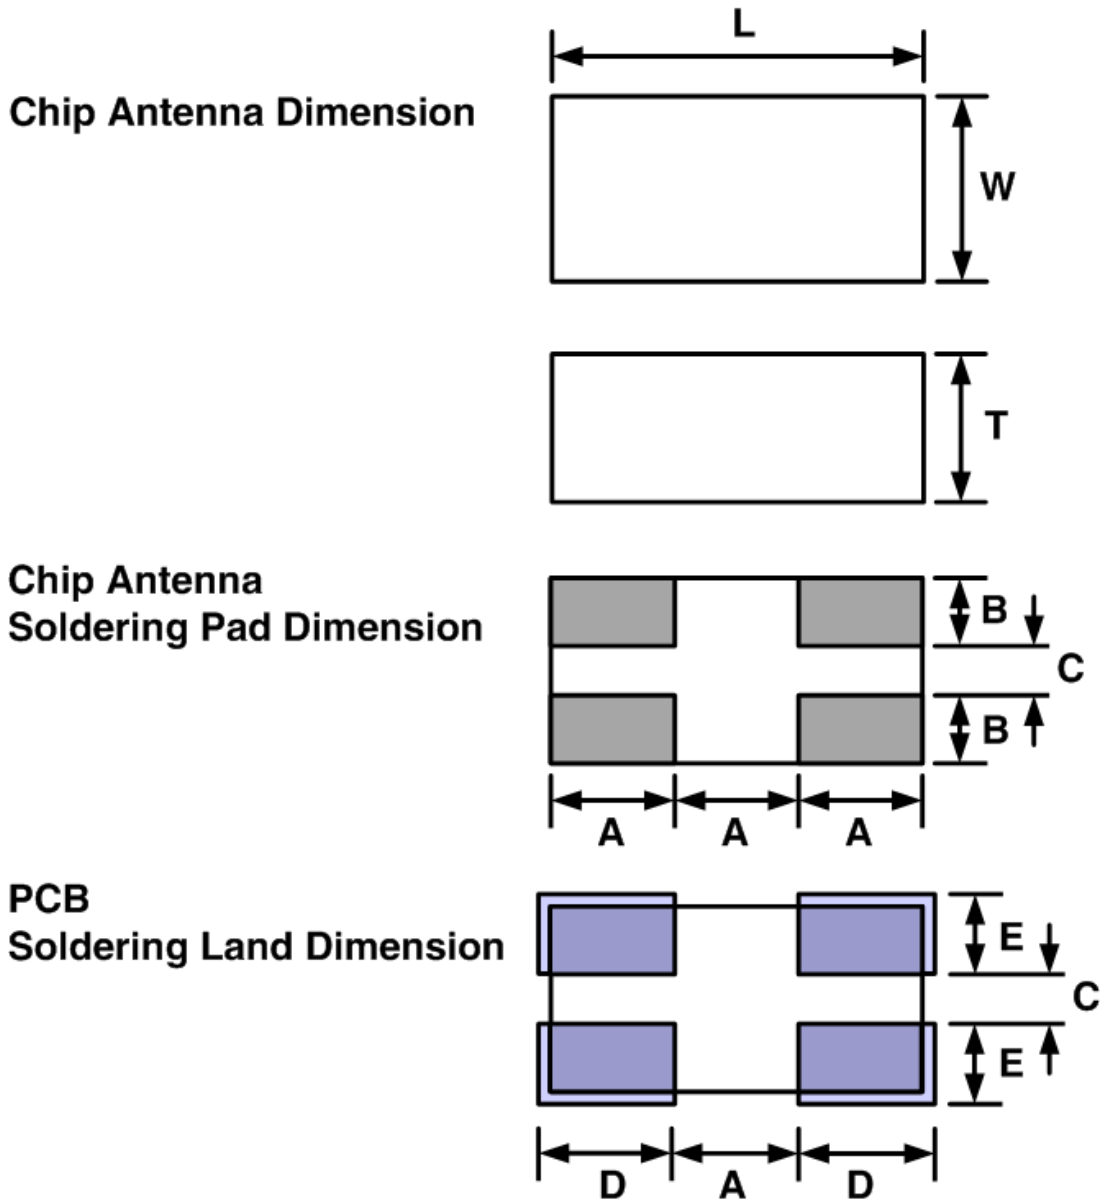 L
Chip Antenna Dimension
W
T
Chip Antenna
Soldering Pad Dimension
B
C
B
A A A
PCB
Soldering Land Dimension
E
C
E
D A D